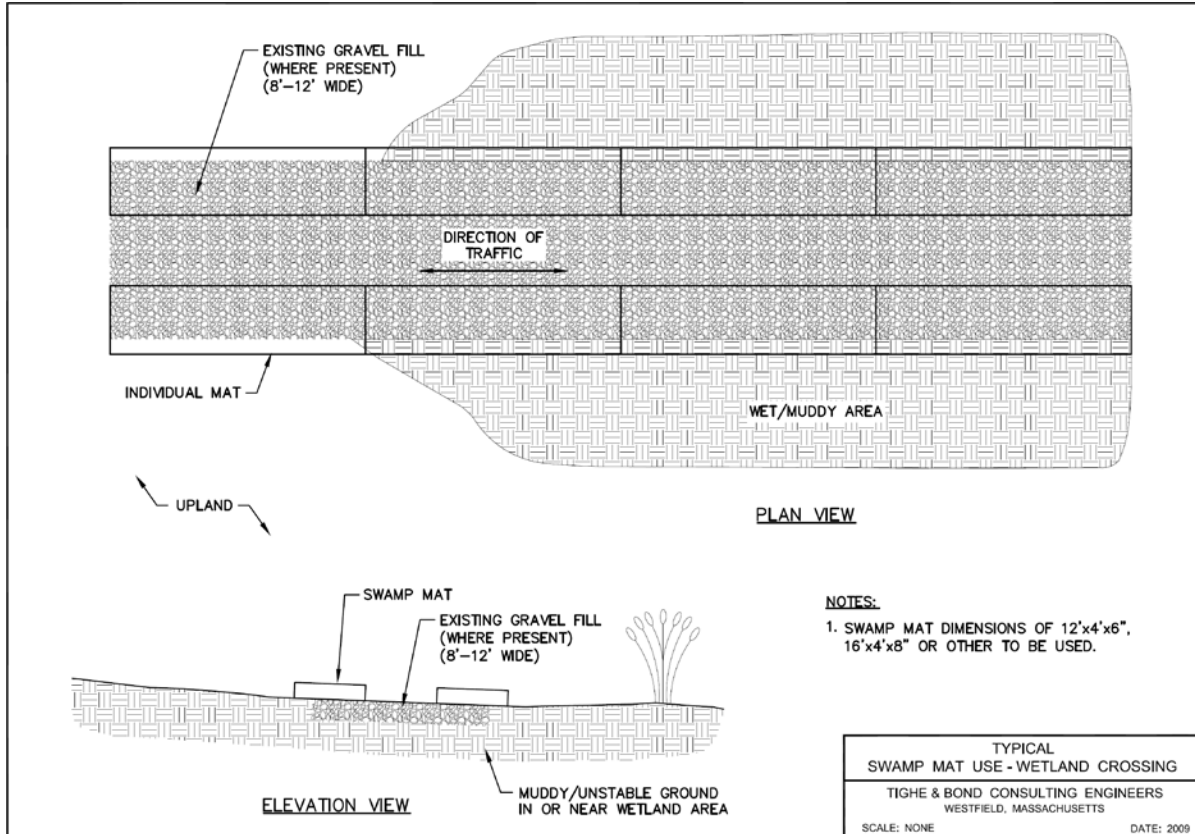 EXISTING GRAVEL FILL
(WHERE PRESENT)
(8'-12' WIDE)
DIRECTION OF
TRAFFIC
INDIVIDUAL MAT
WET/MUDDY AREA
UPLAND
PLAN VIEW
SWAMP MAT
EXISTING GRAVEL FILL
(WHERE PRESENT)
(8'-12' WIDE)
NOTES:
1. SWAMP MAT DIMENSIONS OF 12'x4'x6",
16'x4'x8" OR OTHER TO BE USED.
MUDDY/UNSTABLE GROUND
IN OR NEAR WETLAND AREA
ELEVATION VIEW
TYPICAL
SWAMP MAT USE - WETLAND CROSSING
TIGHE & BOND CONSULTING ENGINEERS
WESTFIELD, MASSACHUSETTS
SCALE: NONE DATE: 2009